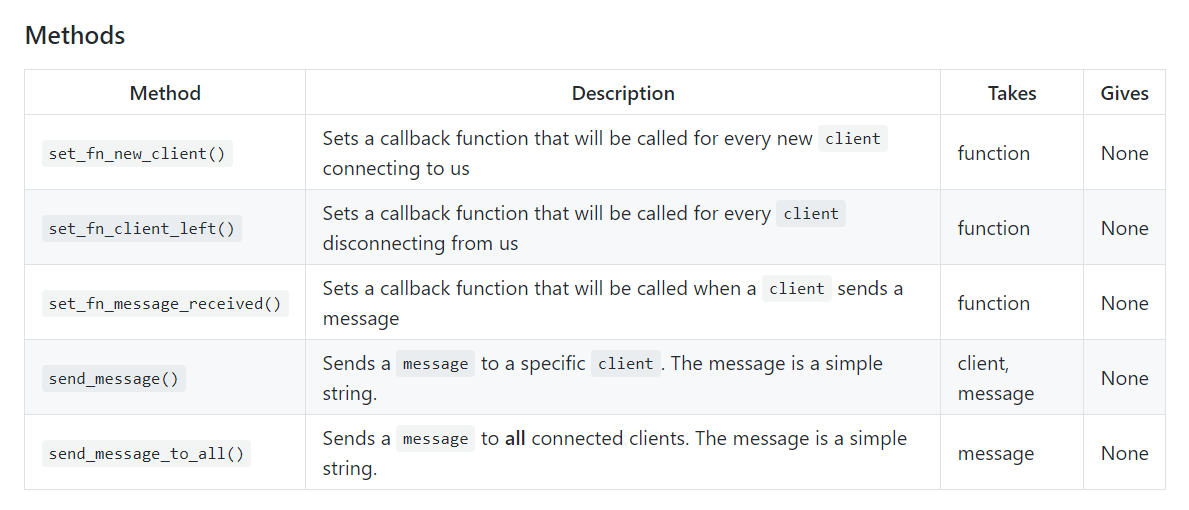 Methods
Method Description Takes Gives
set_fn_new_client() Sets a callback function that will be called for every new client function None
connecting to us
set_fn_client_left() Sets a callback function that will be called for every client function None
disconnecting from us
set_fn_message_received() Sets a callback function that will be called when a client sends a function None
message
send_message() Sends a message to a specific client. The message is a simple client, None
string. message
send_message_to_all() Sends a message to all connected clients. The message is a simple message None
string.